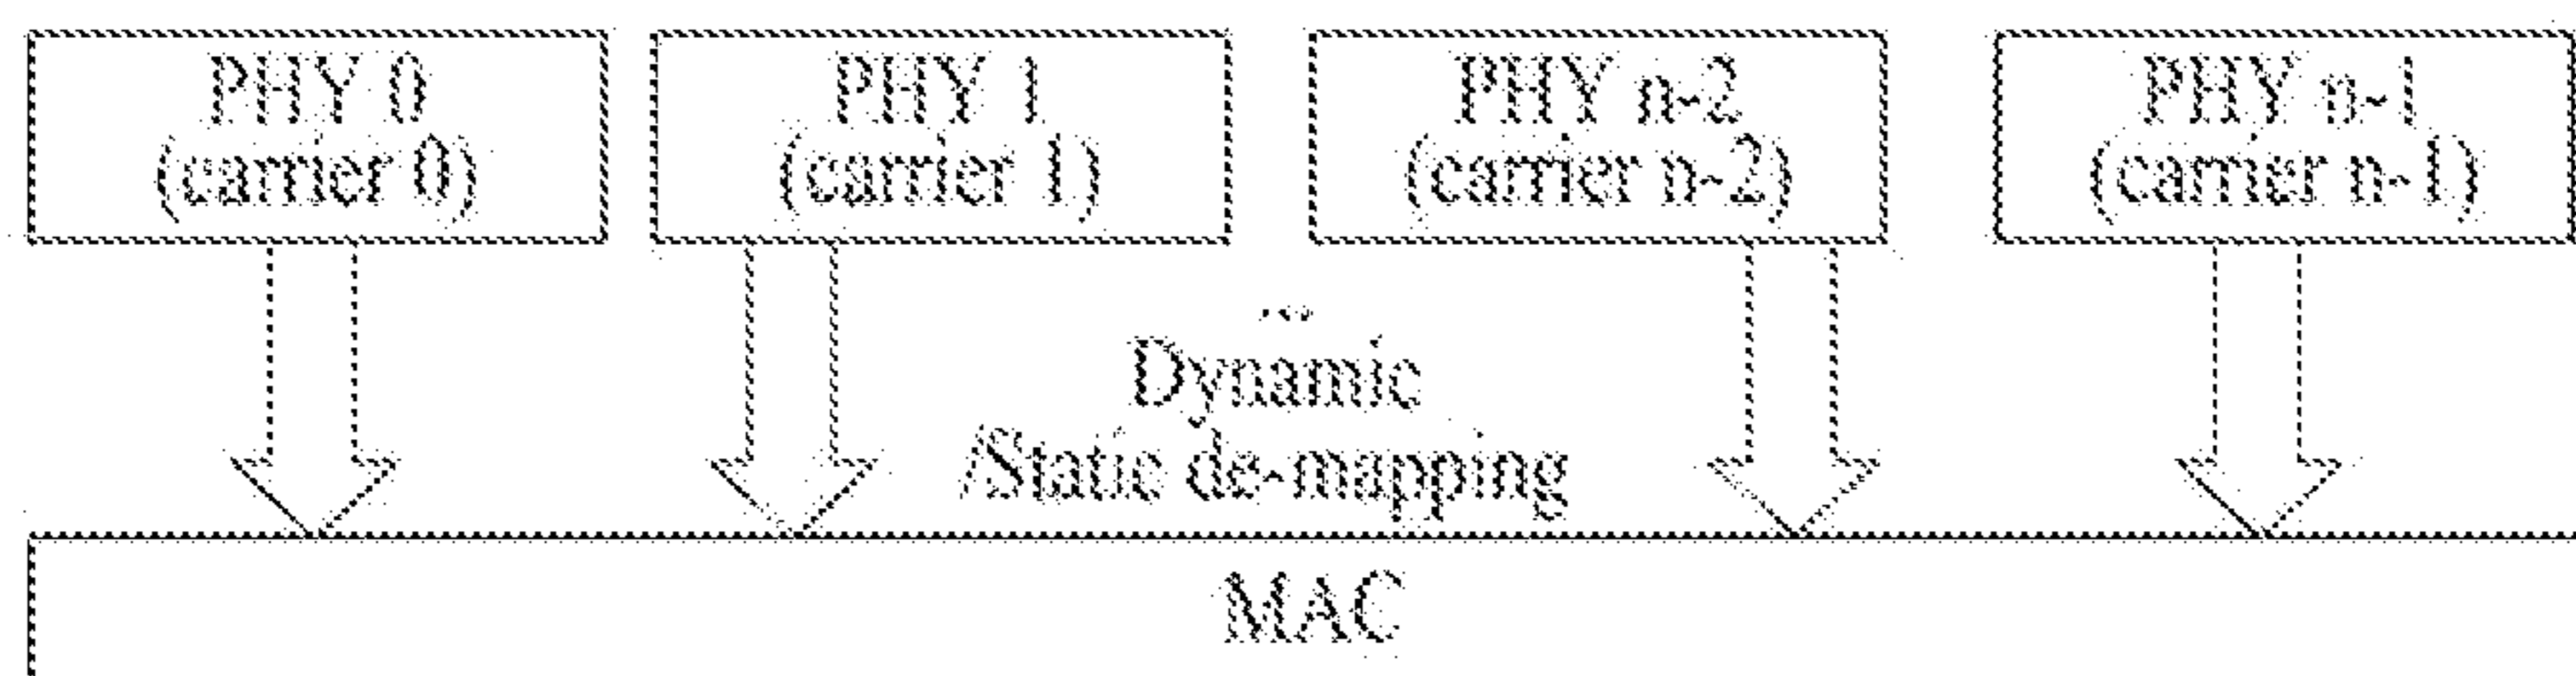 PHY 0
(carrier 0)
PHY 1
(carrier 1)
PHY n-2
(carrier n-2)
PHY n-1
(carrier n-1)
...
Dynamic
/Static de-mapping
MAC